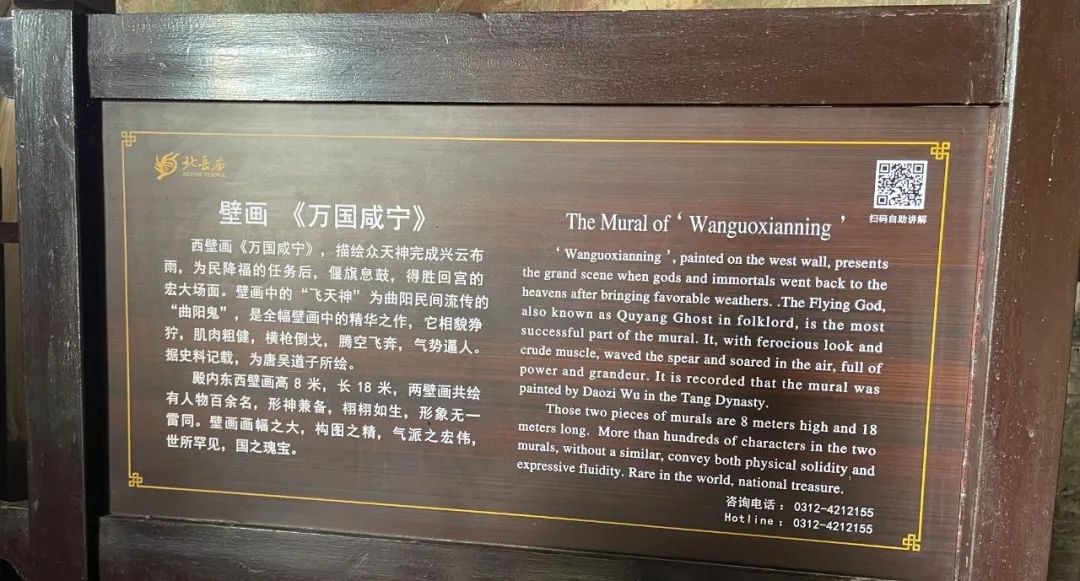 北岳庙
BEIYUE TEMPLE
扫码自助讲解
壁画 《万国咸宁》
西壁画《万国咸宁》，描绘众天神完成兴云布
雨，为民降福的任务后，偃旗息鼓，得胜回宫的
宏大场面。壁画中的“飞天神”为曲阳民间流传的
“曲阳鬼”，是全幅壁画中的精华之作，它相貌狰
狞，肌肉粗健，横枪倒戈，腾空飞奔，气势逼人。
据史料记载，为唐吴道子所绘。
殿内东西壁画高 8 米，长 18 米，两壁画共绘
有人物百余名，形神兼备，栩栩如生，形象无一
雷同。壁画画幅之大，构图之精，气派之宏伟，
世所罕见，国之瑰宝。
The Mural of ‘ Wanguoxianning ’
‘ Wanguoxianning ’, painted on the west wall, presents
the grand scene when gods and immortals went back to the
heavens after bringing favorable weathers. .The Flying God,
also known as Quyang Ghost in folklord, is the most
successful part of the mural. It, with ferocious look and
crude muscle, waved the spear and soared in the air, full of
power and grandeur. It is recorded that the mural was
painted by Daozi Wu in the Tang Dynasty.
Those two pieces of murals are 8 meters high and 18
meters long. More than hundreds of characters in the two
murals, without a similar, convey both physical solidity and
expressive fluidity. Rare in the world, national treasure.
咨询电话： 0312-4212155
Hotline： 0312-4212155